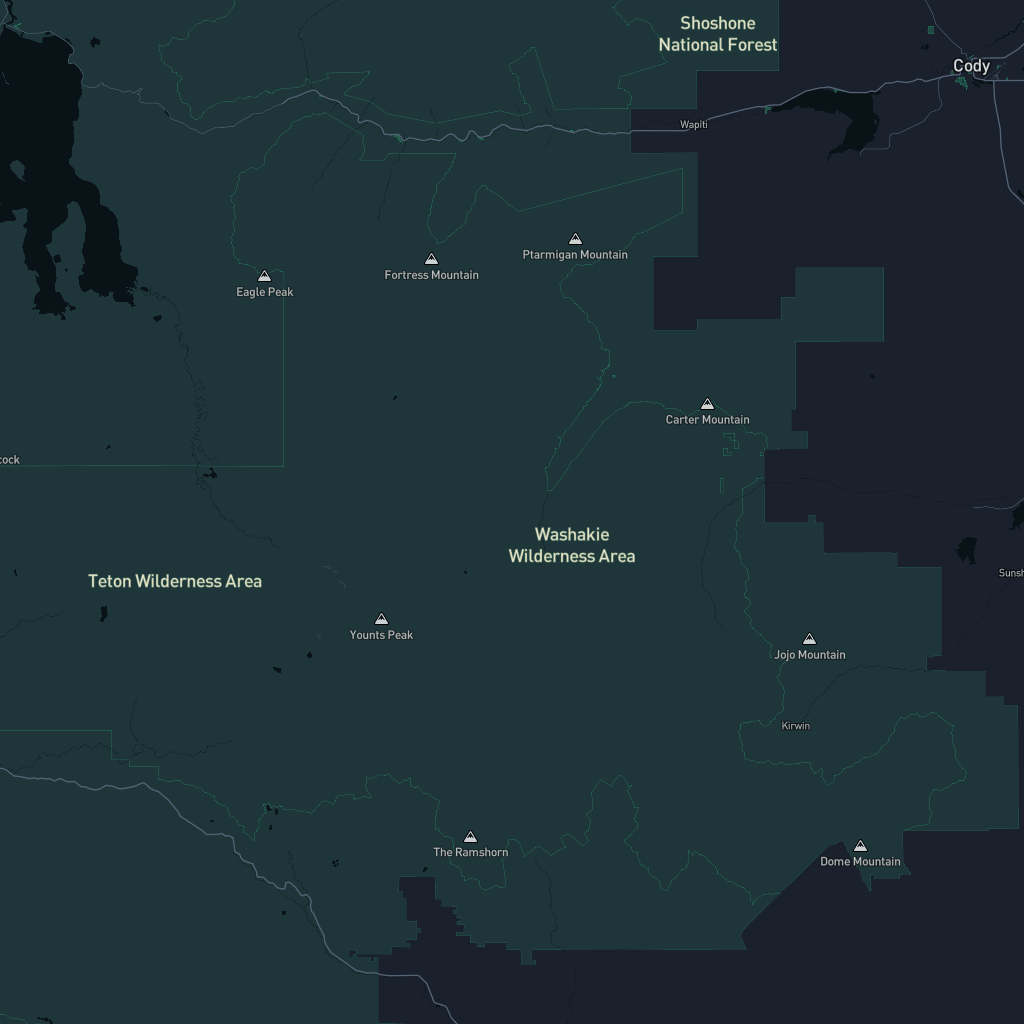 Shoshone
National Forest
Cody
Wapiti
Ptarmigan Mountain
Fortress Mountain
Eagle Peak
Carter Mountain
cock
Washakie
Wilderness Area
Teton Wilderness Area
Sunsh
Younts Peak
Jojo Mountain
Kirwin
The Ramshorn
Dome Mountain